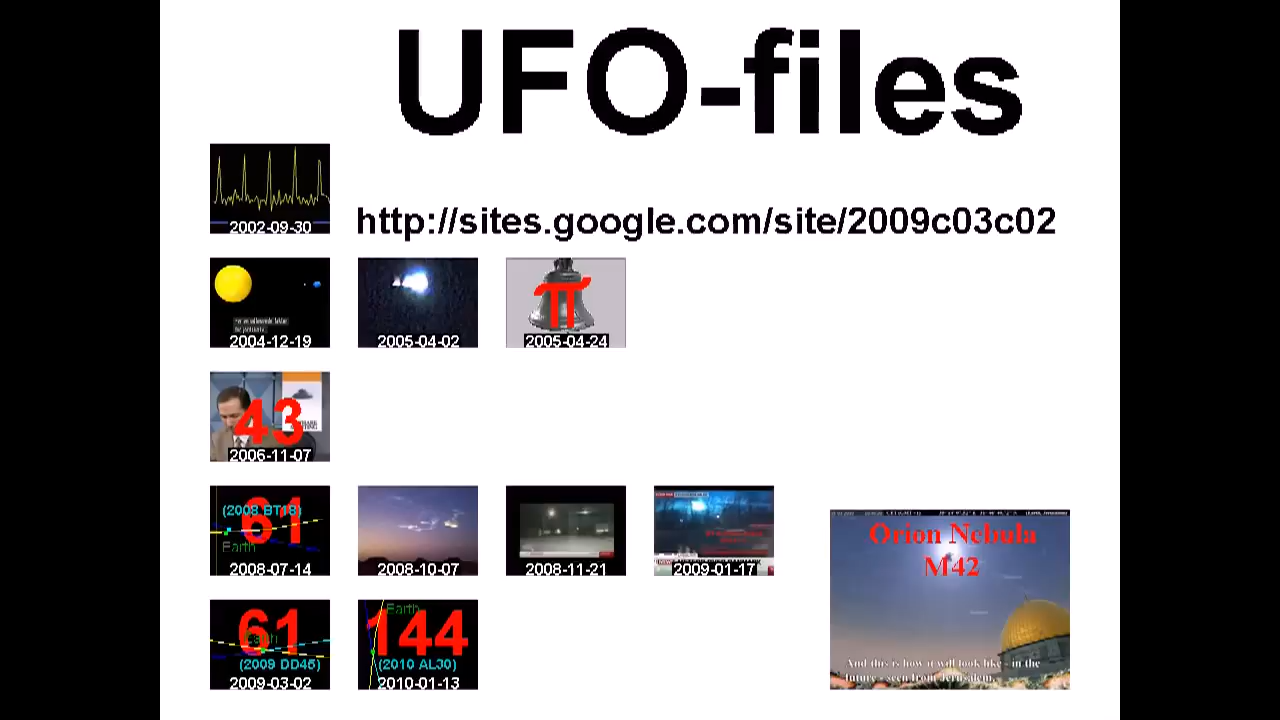 UFO-files
2002-09-30
http://sites.google.com/site/2009c03c02
2004-12-19
2005-04-02
π
2005-04-24
43
2006-11-07
61
(2008 BT18)
Earth
2008-07-14
2008-10-07
2008-11-21
2009-01-17
Orion Nebula
M42
And this is how it will look like - in the
future - seen from Jerusalem.
61
Earth
(2009 DD45)
2009-03-02
Earth
144
(2010 AL30)
2010-01-13